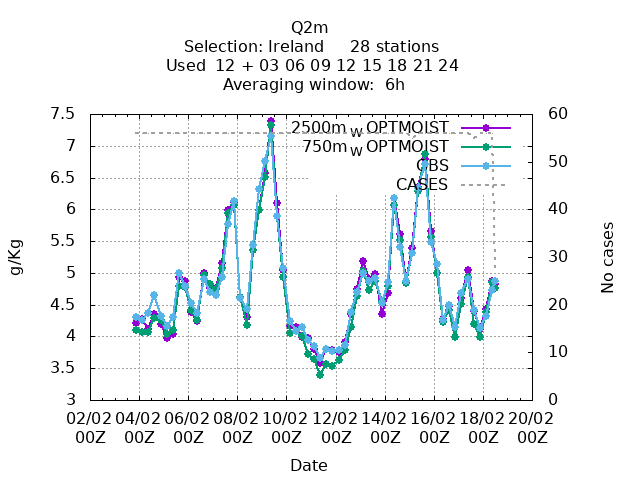 Q2m
Selection: Ireland 28 stations
Used 12 + 03 06 09 12 15 18 21 24
Averaging window: 6h
7.5
7
6.5
6
5.5
5
4.5
4
3.5
3
60
50
40
30
20
10
0
2500m_W OPTMOIST
750m_W OPTMOIST
OBS
CASES
g/Kg
No cases
02/02 04/02 06/02 08/02 10/02 12/02 14/02 16/02 18/02 20/02
00Z 00Z 00Z 00Z 00Z 00Z 00Z 00Z 00Z 00Z
Date